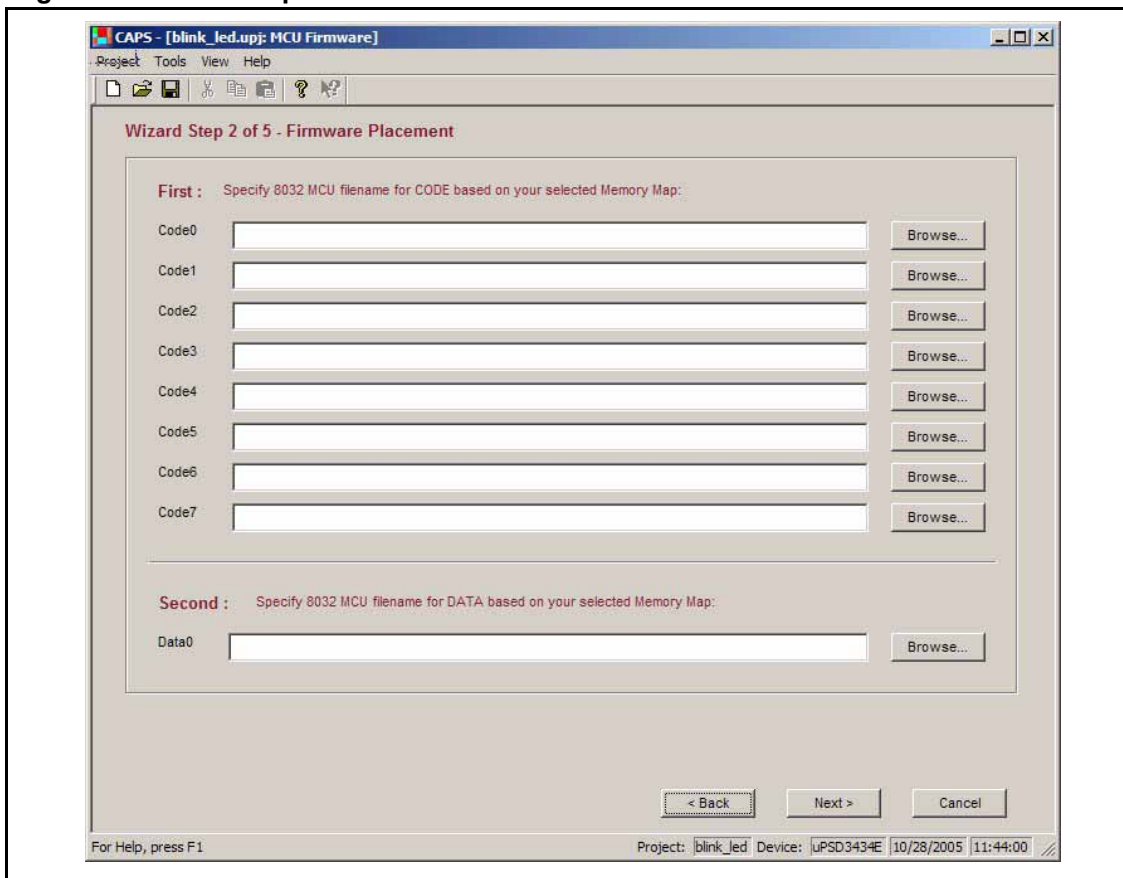 CAPS - [blink_led.upj: MCU Firmware]
Project Tools View Help
Wizard Step 2 of 5 - Firmware Placement
First : Specify 8032 MCU filename for CODE based on your selected Memory Map:
Code0 Browse...
Code1 Browse...
Code2 Browse...
Code3 Browse...
Code4 Browse...
Code5 Browse...
Code6 Browse...
Code7 Browse...
Second : Specify 8032 MCU filename for DATA based on your selected Memory Map:
Data0 Browse...
< Back Next > Cancel
For Help, press F1 Project: blink_led Device: uPSD3434E 10/28/2005 11:44:00